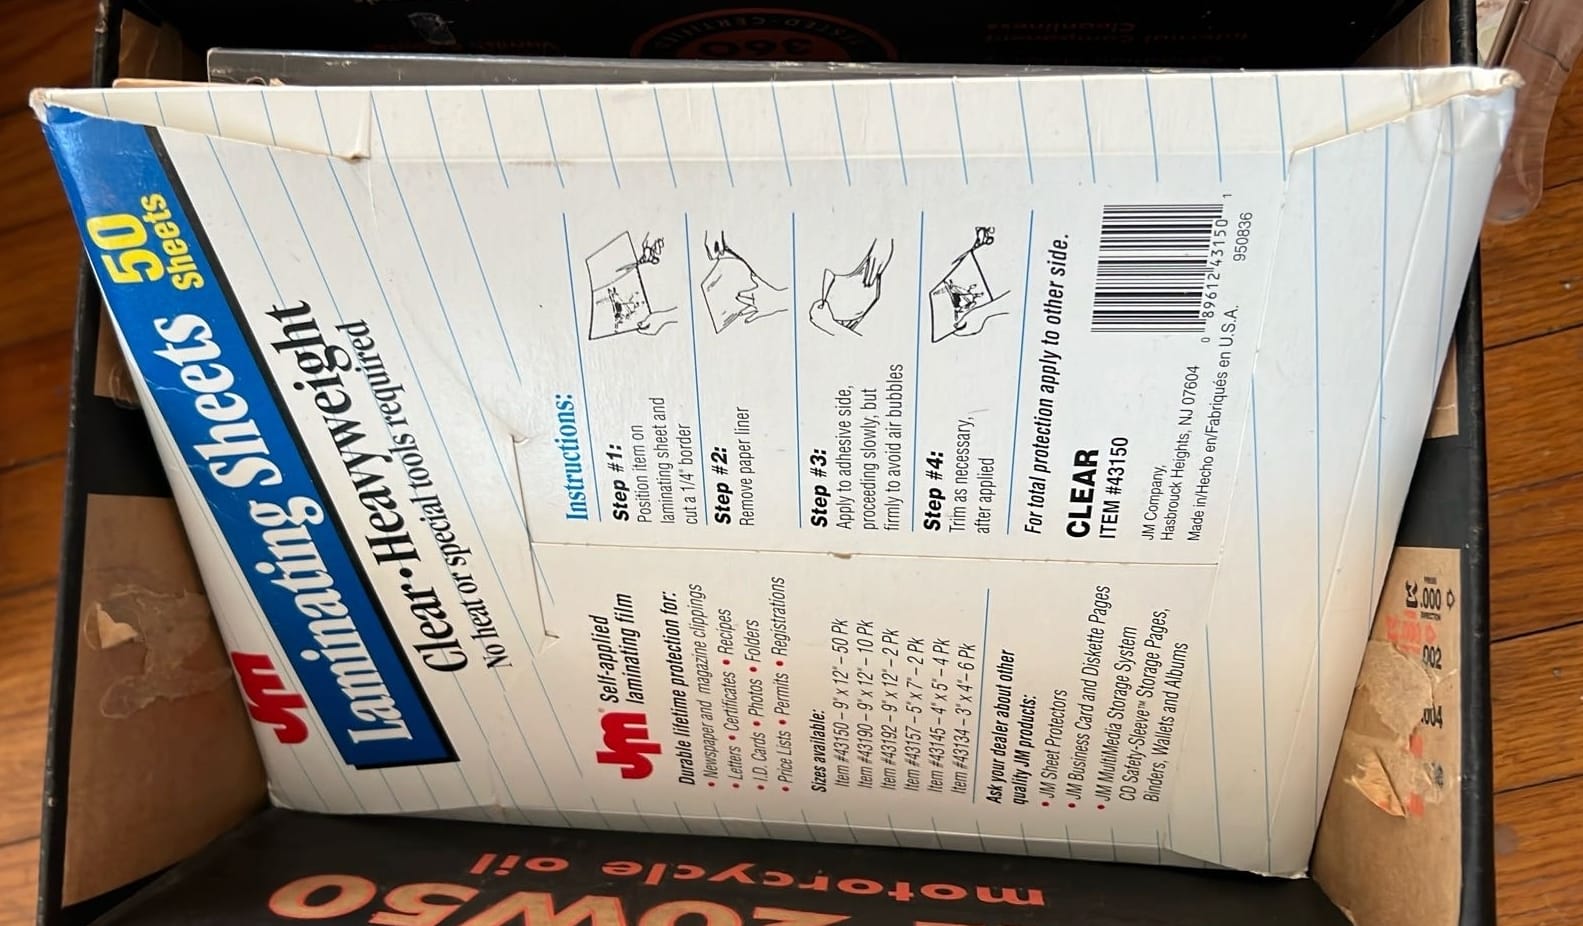 50
sheets
JM
Laminating Sheets
Clear • Heavyweight
No heat or special tools required
JM® Self-applied
laminating film
Durable lifetime protection for:
• Newspaper and magazine clippings
• Letters • Certificates • Recipes
• I.D. Cards • Photos • Folders
• Price Lists • Permits • Registrations
Sizes available:
Item #43150 – 9" x 12" – 50 Pk
Item #43190 – 9" x 12" – 10 Pk
Item #43192 – 9" x 12" – 2 Pk
Item #43157 – 5" x 7" – 2 Pk
Item #43145 – 4" x 5" – 4 Pk
Item #43134 – 3" x 4" – 6 Pk
Ask your dealer about other
quality JM products:
• JM Sheet Protectors
• JM Business Card and Diskette Pages
• JM MultiMedia Storage System
CD Safety-Sleeve™ Storage Pages,
Binders, Wallets and Albums
Instructions:
Step #1:
Position item on
laminating sheet and
cut a 1/4" border
Step #2:
Remove paper liner
Step #3:
Apply to adhesive side,
proceeding slowly, but
firmly to avoid air bubbles
Step #4:
Trim as necessary,
after applied
For total protection apply to other side.
CLEAR
ITEM #43150
JM Company,
Hasbrouck Heights, NJ 07604
Made in/Hecho en/Fabriqués en U.S.A.
0 89612 43150 1
950836
20W50
motorcycle oil
360
Internal Component
Cleanliness
.000
.002
.004